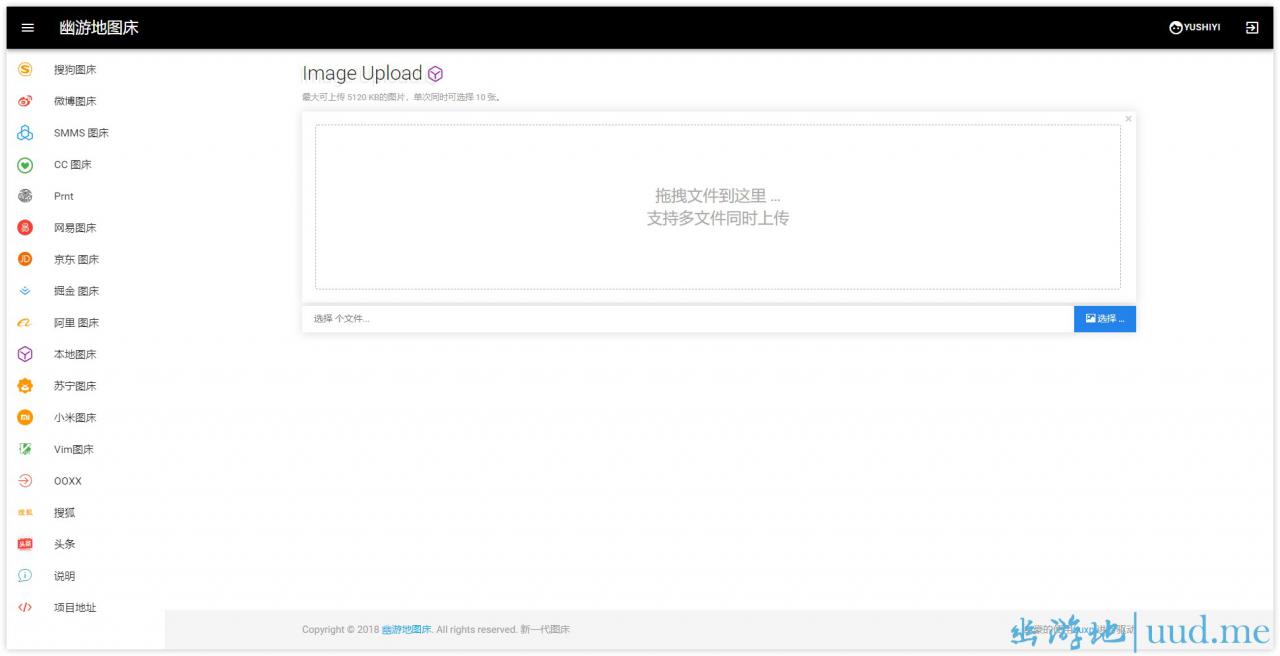 幽游地图床
YUSHIYI
搜狗图床
微博图床
SMMS 图床
CC 图床
Prnt
网易图床
京东 图床
掘金 图床
阿里 图床
本地图床
苏宁图床
小米图床
Vim图床
OOXX
搜狐
头条
说明
项目地址
Image Upload
最大可上传 5120 KB的图片，单次同时可选择 10 张。
×
拖拽文件到这里 ...
支持多文件同时上传
选择 个文件...
选择 ...
Copyright © 2018 幽游地图床. All rights reserved. 新一代图床
幽游地 | uud.me